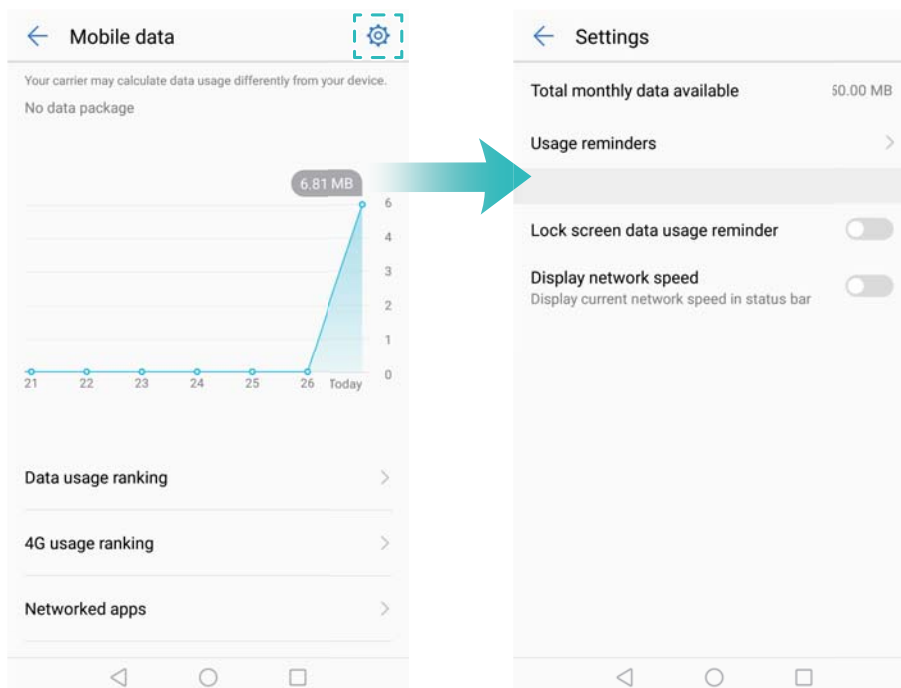 Mobile data
Your carrier may calculate data usage differently from your device.
No data package
6.81 MB
6
4
3
2
1
0
21 22 23 24 25 26 Today
Data usage ranking
4G usage ranking
Networked apps
Settings
Total monthly data available
MB
Usage reminders
Lock screen data usage reminder
Display network speed
Display current network speed in status bar